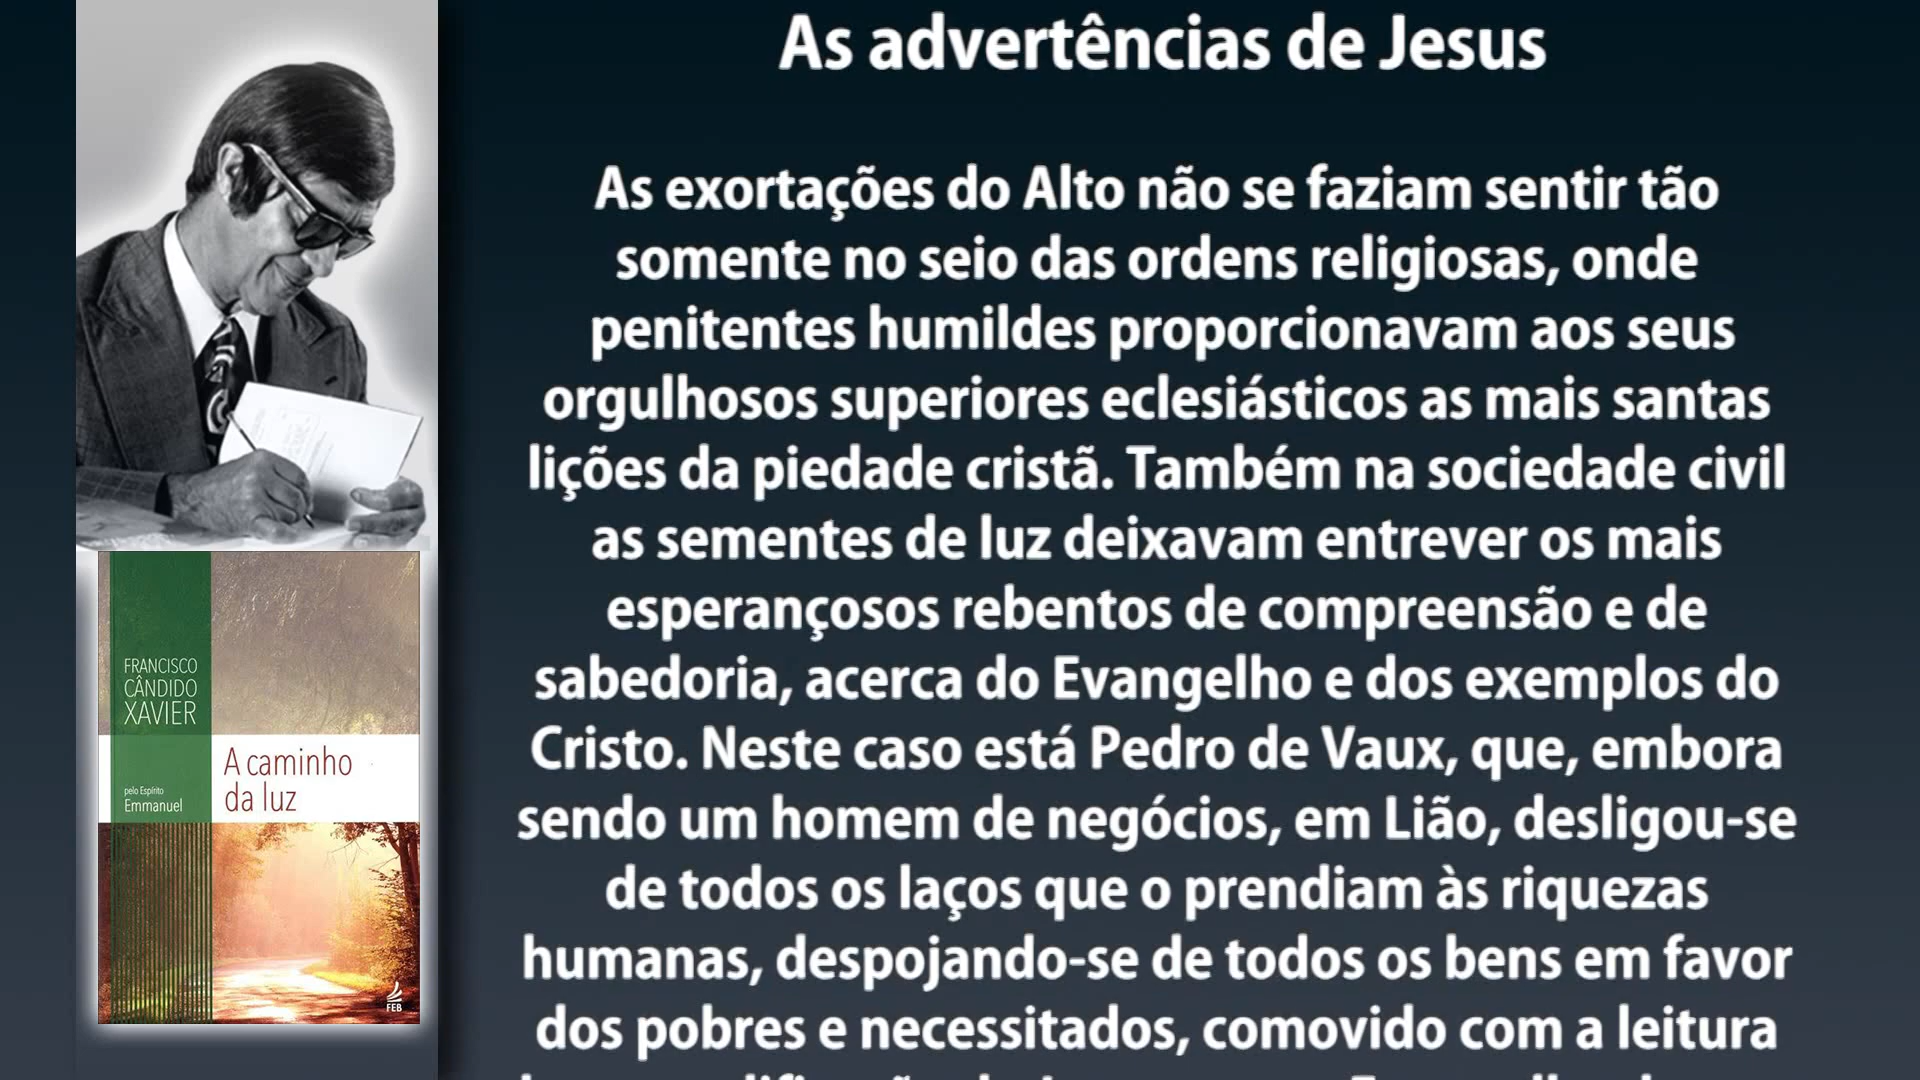 As advertências de Jesus
As exortações do Alto não se faziam sentir tão
somente no seio das ordens religiosas, onde
penitentes humildes proporcionavam aos seus
orgulhosos superiores eclesiásticos as mais santas
lições da piedade cristã. Também na sociedade civil
as sementes de luz deixavam entrever os mais
esperançosos rebentos de compreensão e de
sabedoria, acerca do Evangelho e dos exemplos do
Cristo. Neste caso está Pedro de Vaux, que, embora
sendo um homem de negócios, em Lião, desligou-se
de todos os laços que o prendiam às riquezas
humanas, despojando-se de todos os bens em favor
dos pobres e necessitados, comovido com a leitura
FRANCISCO
CÂNDIDO
XAVIER
A caminho
da luz
pelo Espírito
Emmanuel
FEB